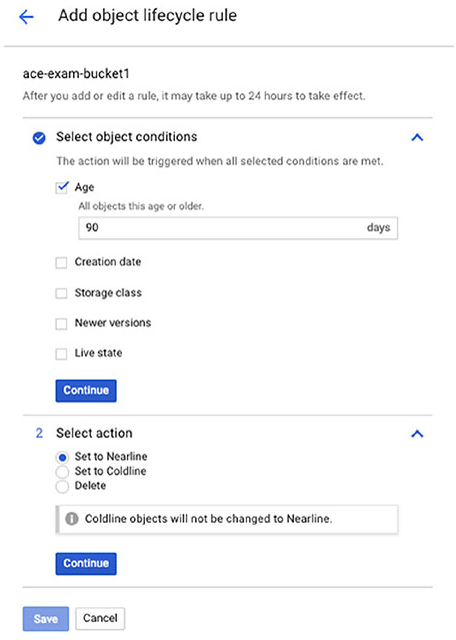 Add object lifecycle rule
ace-exam-bucket1
After you add or edit a rule, it may take up to 24 hours to take effect.
Select object conditions
The action will be triggered when all selected conditions are met.
Age
All objects this age or older.
90 days
Creation date
Storage class
Newer versions
Live state
Continue
2 Select action
Set to Nearline
Set to Coldline
Delete
Coldline objects will not be changed to Nearline.
Continue
Save Cancel